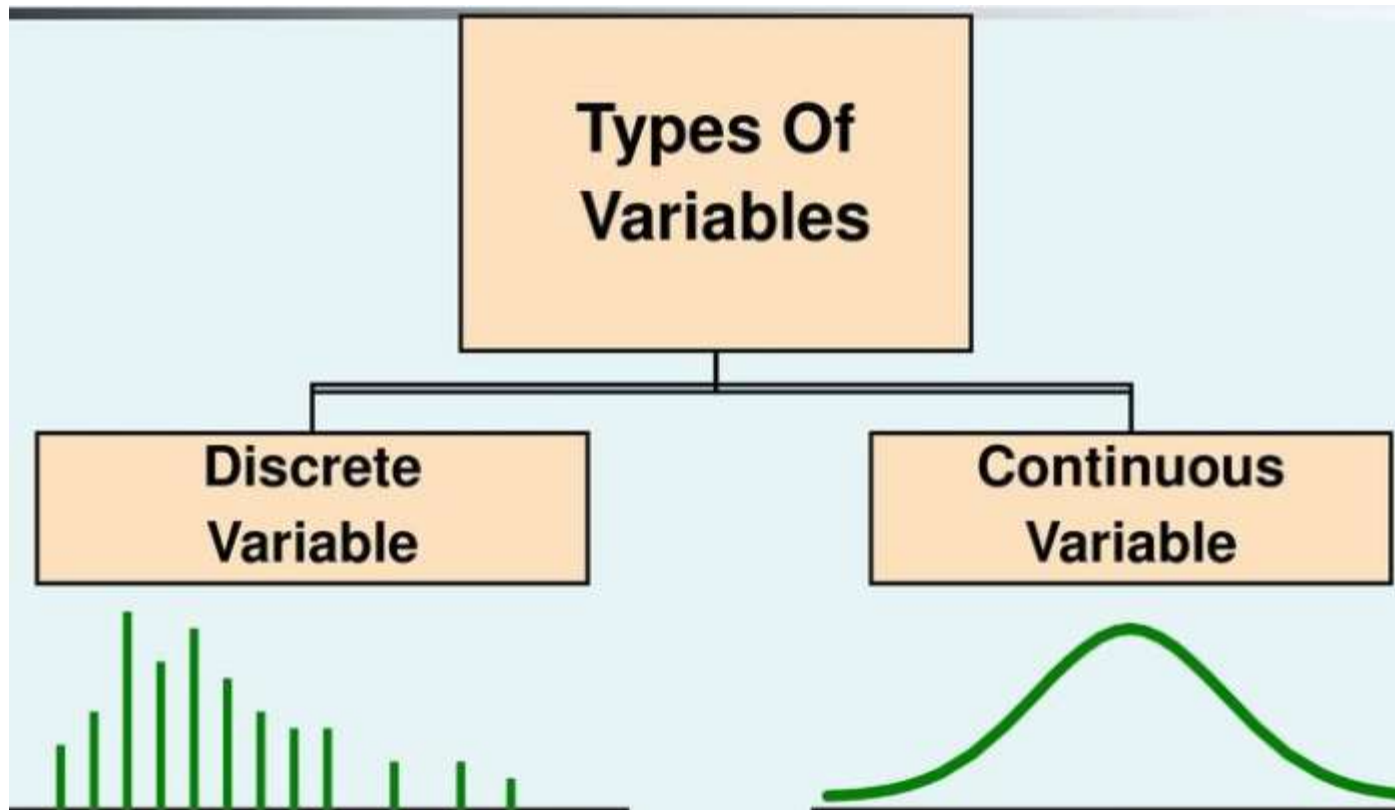 Types Of
Variables
Discrete
Variable
Continuous
Variable